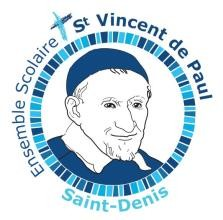 Ensemble Scolaire
St Vincent de Paul
Saint-Denis